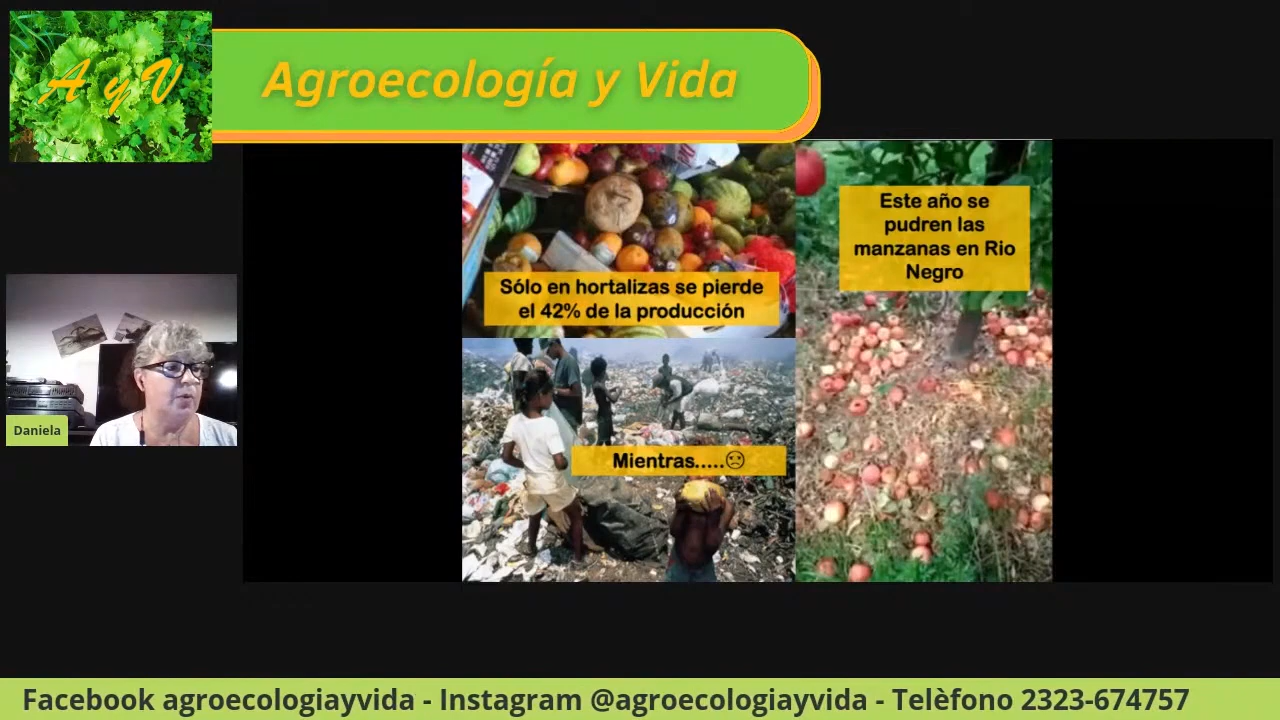 A y V
Agroecología y Vida
Sólo en hortalizas se pierde
el 42% de la producción
Este año se
pudren las
manzanas en Rio
Negro
Mientras.....☹
Daniela
Facebook agroecologiayvida - Instagram @agroecologiayvida - Telèfono 2323-674757